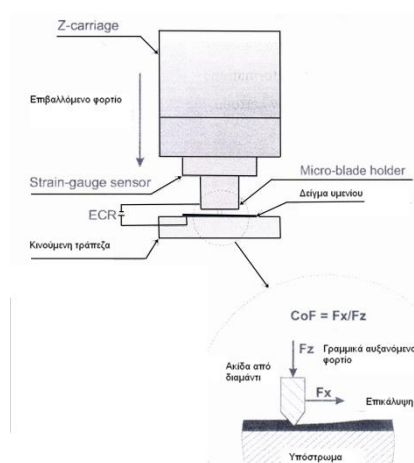 Z-carriage
Επιβαλλόμενο φορτίο
Strain-gauge sensor
Micro-blade holder
Δείγμα υμενίου
ECR
Κινούμενη τράπεζα
CoF = Fx/Fz
Fz
Γραμμικά αυξανόμενο
φορτίο
Ακίδα από
διαμάντι
Fx
Επικάλυψη
Υπόστρωμα